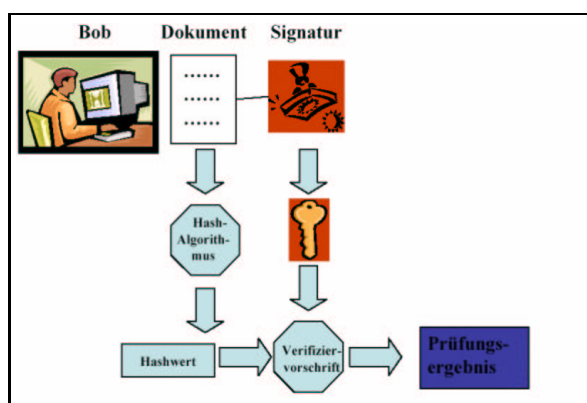 Bob Dokument Signatur
......
......
......
Hash-
Algorith-
mus
Hashwert
Verifizier-
vorschrift
Prüfungs-
ergebnis